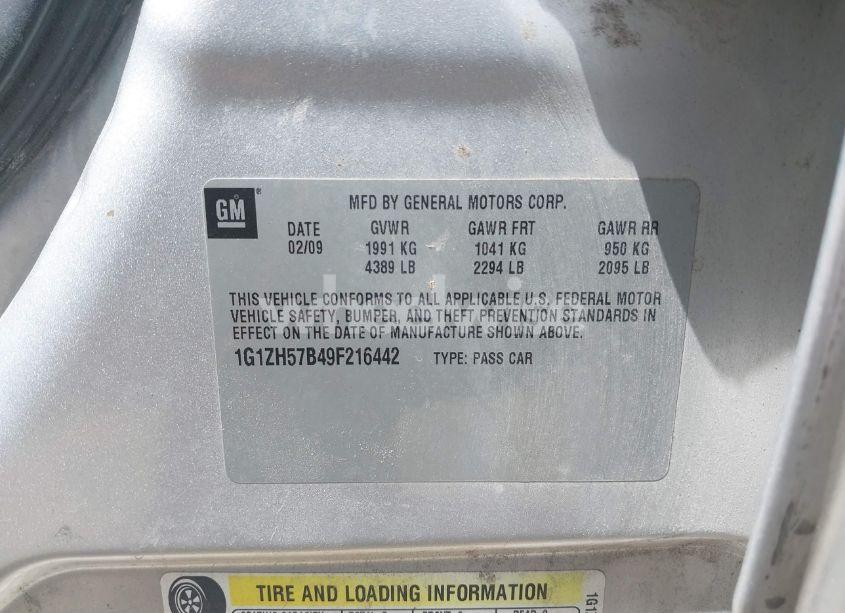 GM
MFD BY GENERAL MOTORS CORP.
DATE GVWR GAWR FRT GAWR RR
02/09 1991 KG 1041 KG 950 KG
4389 LB 2294 LB 2095 LB
THIS VEHICLE CONFORMS TO ALL APPLICABLE U.S. FEDERAL MOTOR
VEHICLE SAFETY, BUMPER, AND THEFT PREVENTION STANDARDS IN
EFFECT ON THE DATE OF MANUFACTURE SHOWN ABOVE.
1G1ZH57B49F216442 TYPE: PASS CAR
TIRE AND LOADING INFORMATION